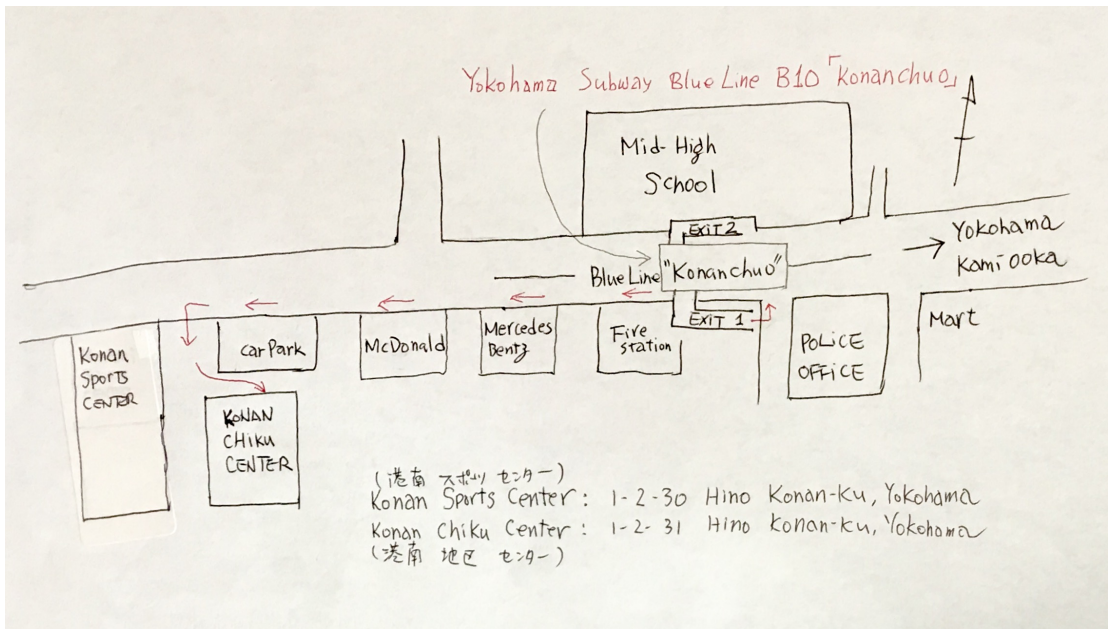 Yokohama Subway Blue Line B10「Konanchuo」
Mid-High
School
EXIT 2
Yokohama
Kamiooka
Blue Line
"Konanchuo"
EXIT 1
Konan
Sports
CENTER
car Park
McDonald
Mercedes
Bentz
Fire
station
POLICE
OFFICE
Mart
KONAN
CHIKU
CENTER
(港南 スポーツ センター)
Konan Sports Center: 1-2-30 Hino Konan-Ku, Yokohama
Konan Chiku Center: 1-2-31 Hino Konan-Ku, Yokohama
(港南 地区 センター)